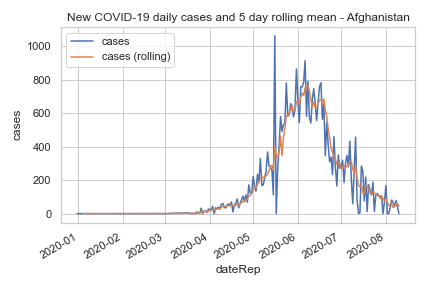 New COVID-19 daily cases and 5 day rolling mean - Afghanistan
cases
cases (rolling)
1000
800
600
400
200
0
cases
2020-01
2020-02
2020-03
2020-04
2020-05
2020-06
2020-07
2020-08
dateRep